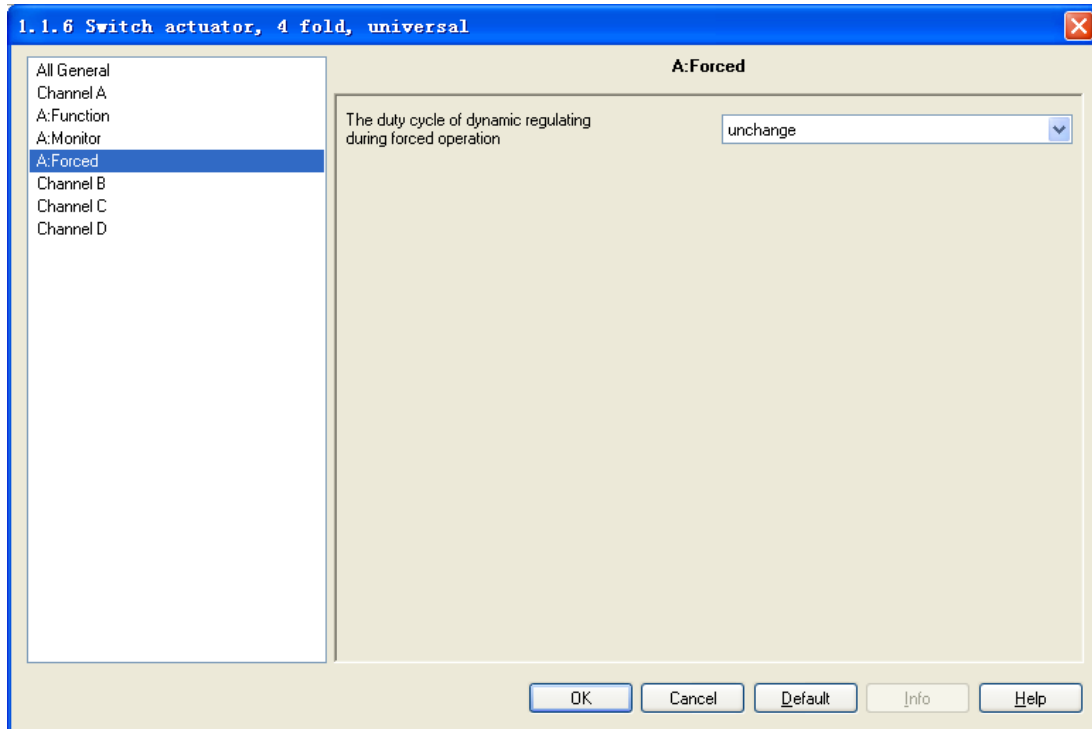 1.1.6 Switch actuator, 4 fold, universal
All General
Channel A
A:Function
A:Monitor
A:Forced
Channel B
Channel C
Channel D
A:Forced
The duty cycle of dynamic regulating
during forced operation
unchange
OK
Cancel
Default
Info
Help